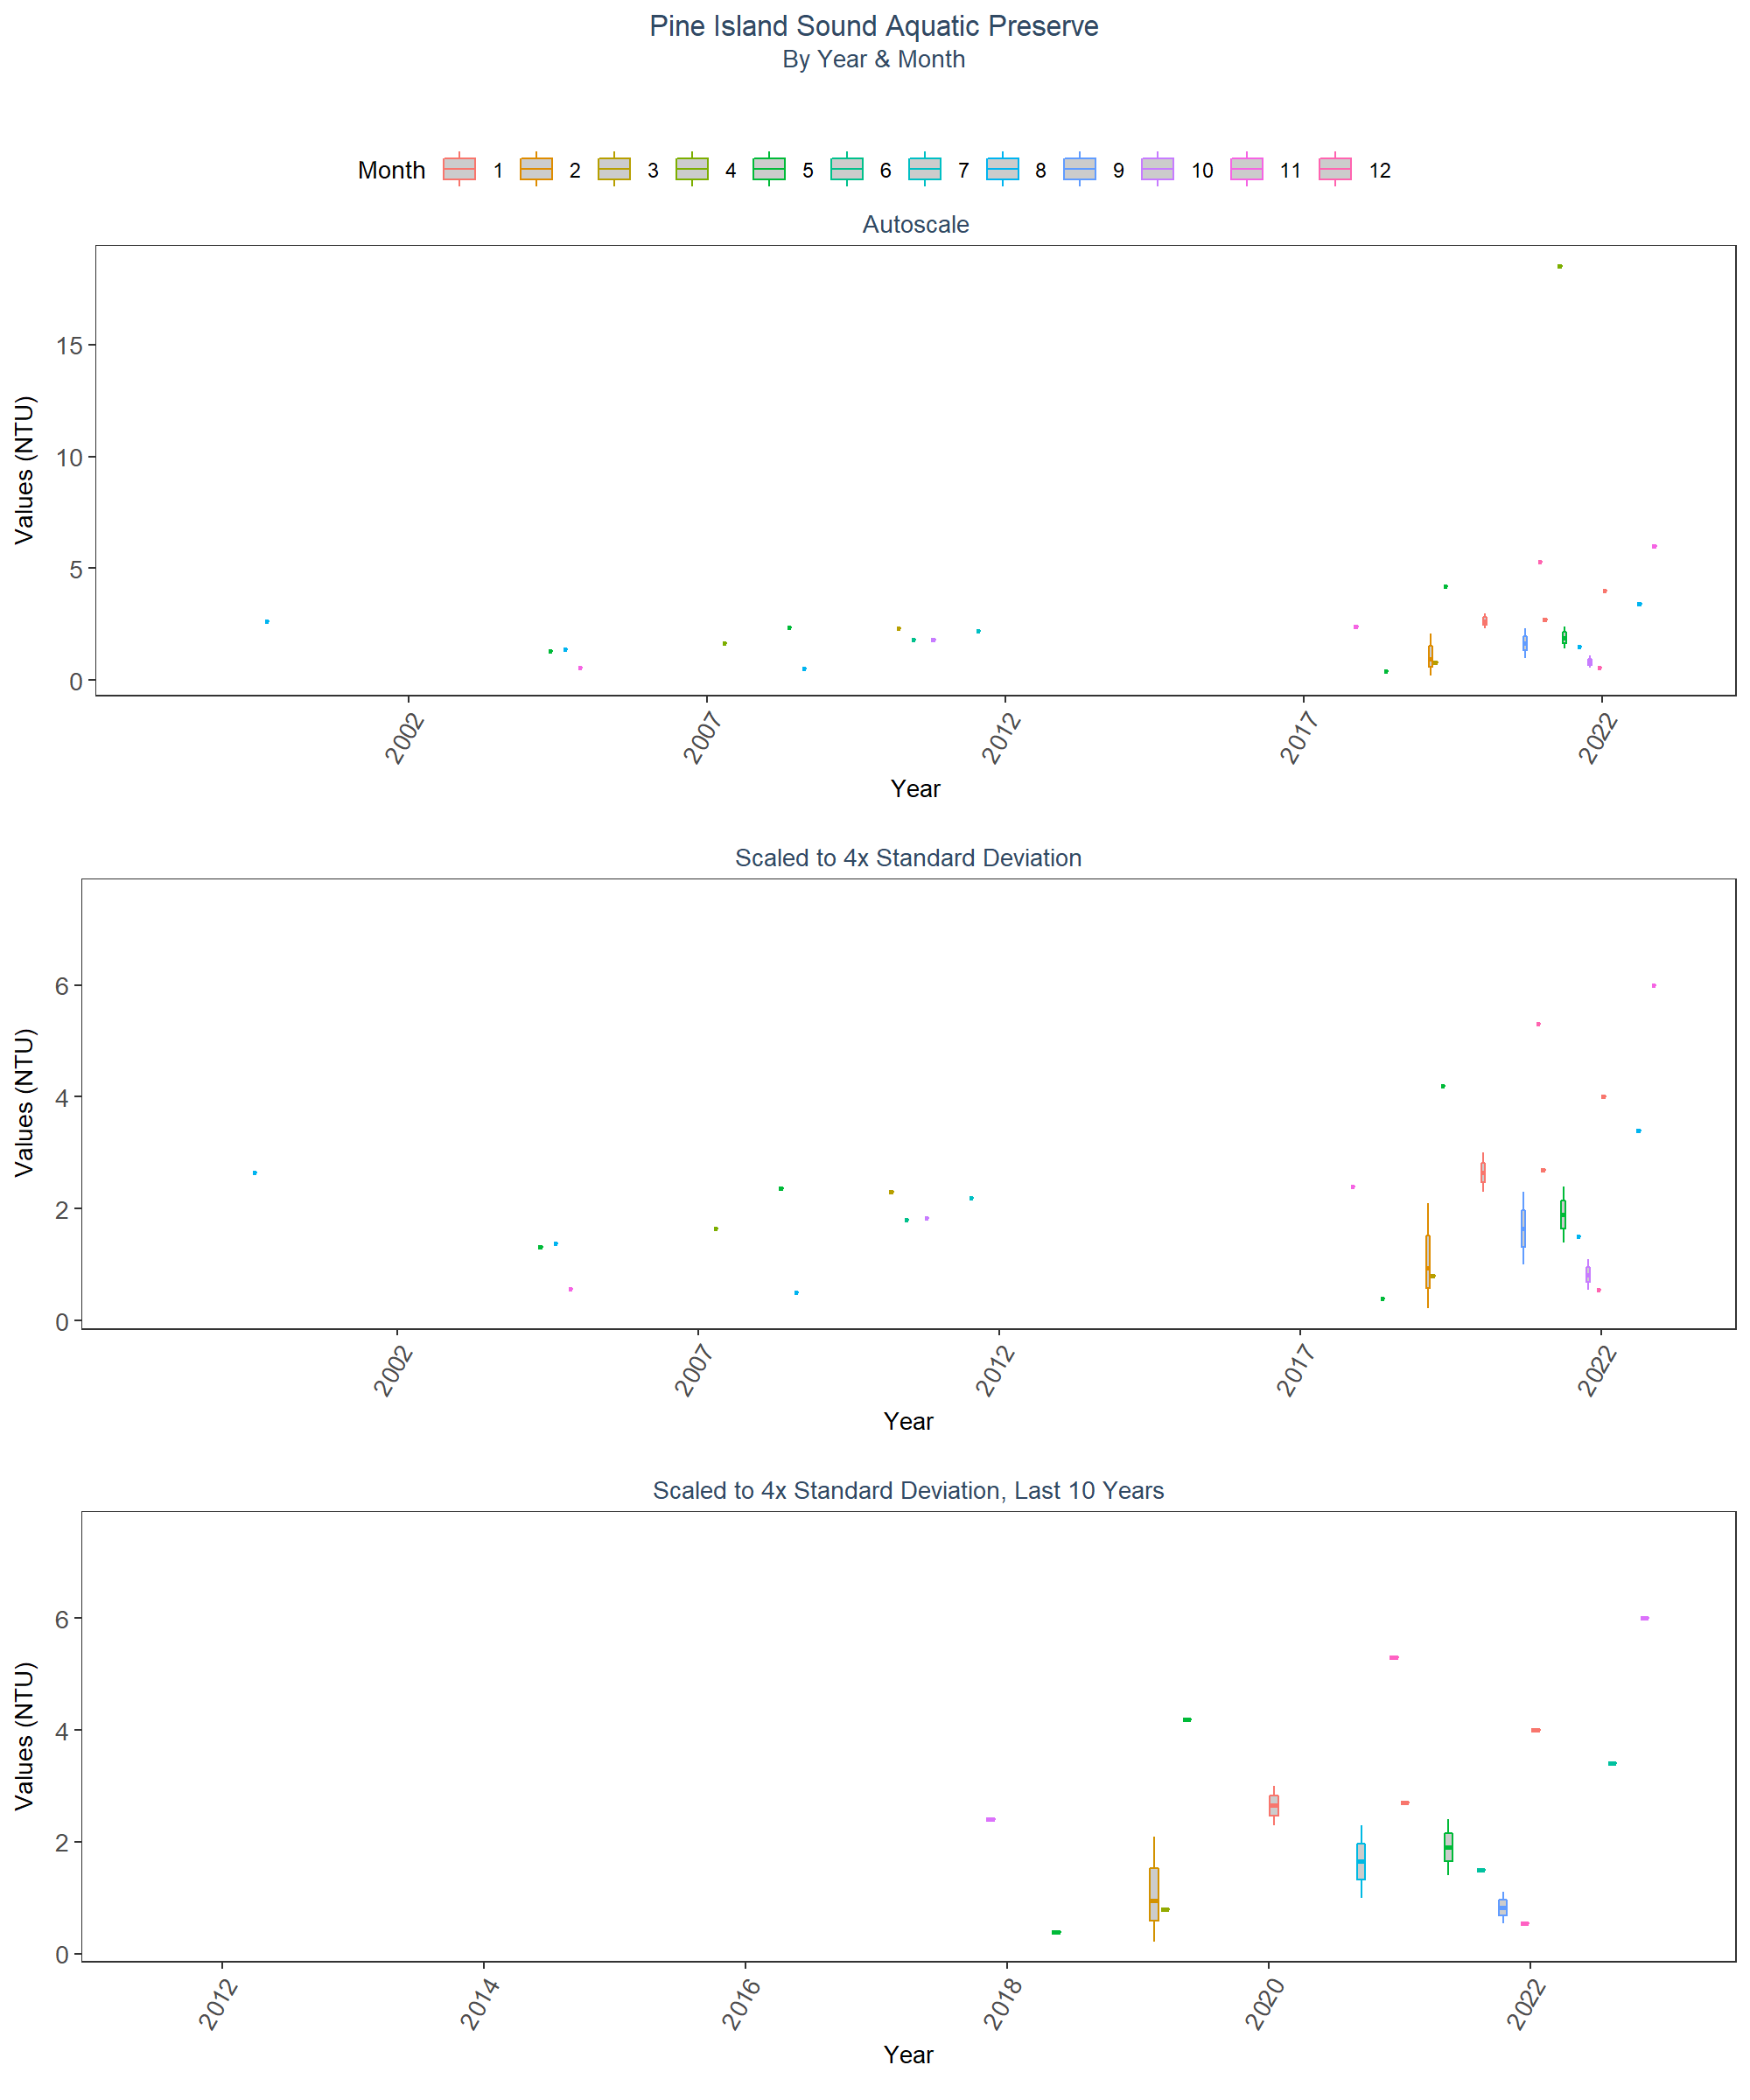 Pine Island Sound Aquatic Preserve
By Year & Month
Month 1 2 3 4 5 6 7 8 9 10 11 12
Autoscale
Values (NTU)
15
10
5
0
2002 2007 2012 2017 2022
Year
Scaled to 4x Standard Deviation
Values (NTU)
6
4
2
0
2002 2007 2012 2017 2022
Year
Scaled to 4x Standard Deviation, Last 10 Years
Values (NTU)
6
4
2
0
2012 2014 2016 2018 2020 2022
Year